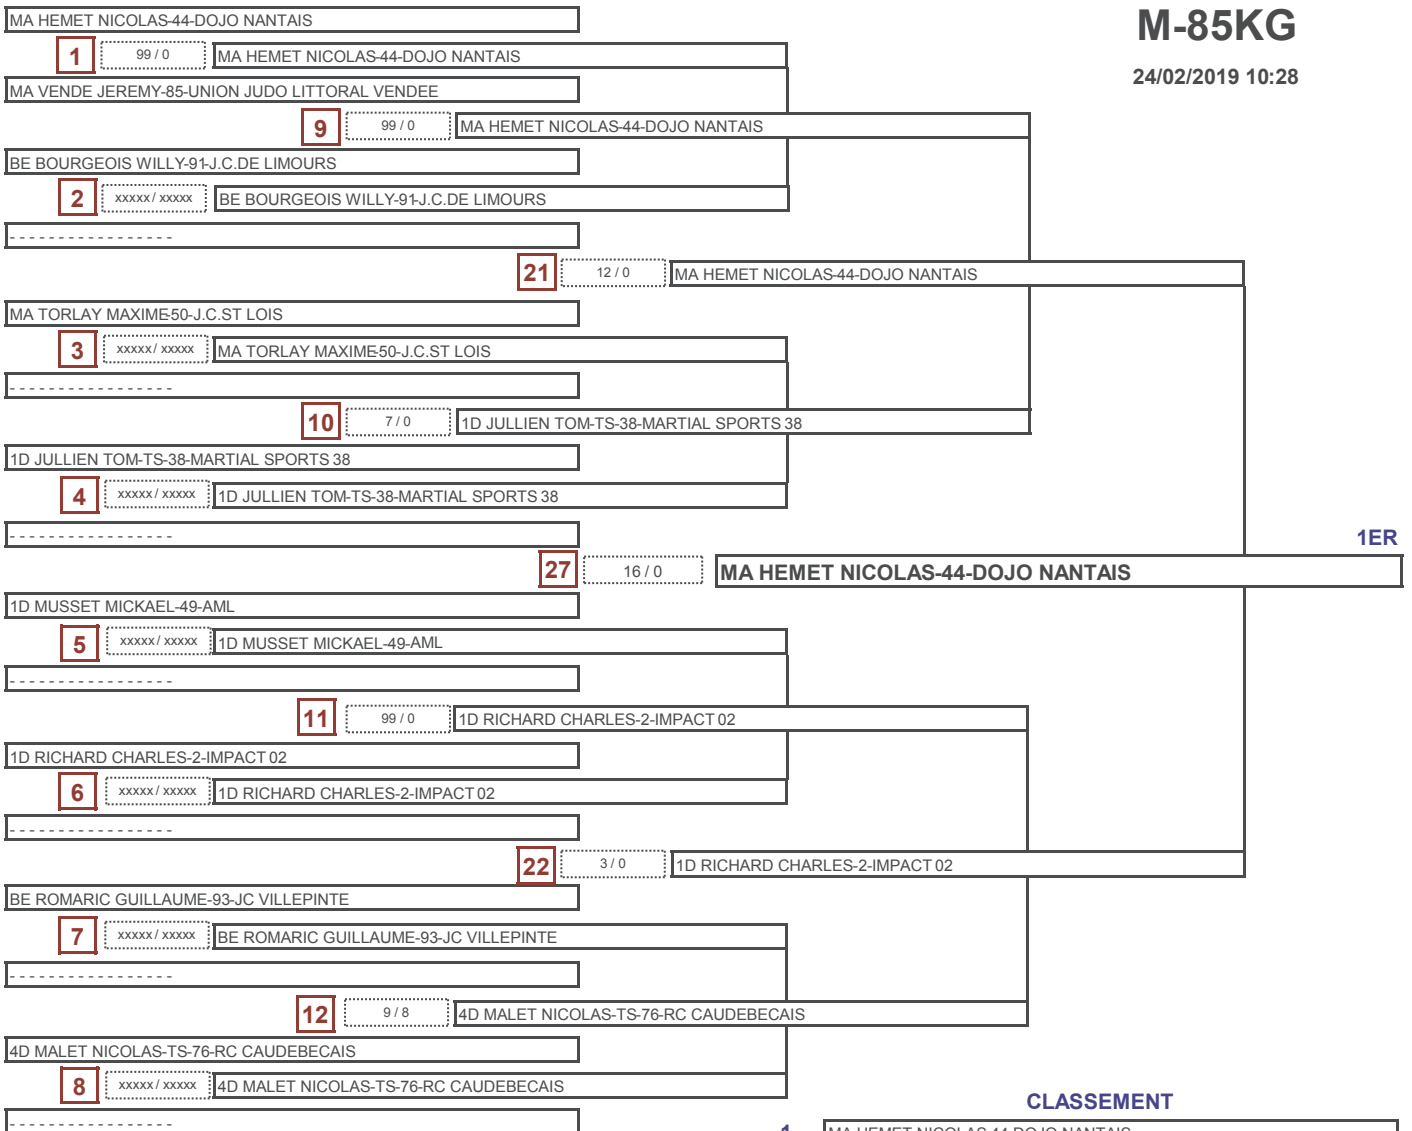 MA HEMET NICOLAS-44-DOJO NANTAIS
M-85KG
1 99 / 0 MA HEMET NICOLAS-44-DOJO NANTAIS
24/02/2019 10:28
MA VENDE JEREMY-85-UNION JUDO LITTORAL VENDEE
9 99 / 0 MA HEMET NICOLAS-44-DOJO NANTAIS
BE BOURGEOIS WILLY-91-J.C.DE LIMOURS
2 xxxxx / xxxxx BE BOURGEOIS WILLY-91-J.C.DE LIMOURS
- - - - - - - - - - - - - - - - -
21 12 / 0 MA HEMET NICOLAS-44-DOJO NANTAIS
MA TORLAY MAXIME-50-J.C.ST LOIS
3 xxxxx / xxxxx MA TORLAY MAXIME-50-J.C.ST LOIS
- - - - - - - - - - - - - - - - -
10 7 / 0 1D JULLIEN TOM-TS-38-MARTIAL SPORTS 38
1D JULLIEN TOM-TS-38-MARTIAL SPORTS 38
4 xxxxx / xxxxx 1D JULLIEN TOM-TS-38-MARTIAL SPORTS 38
- - - - - - - - - - - - - - - - -
1ER
27 16 / 0 MA HEMET NICOLAS-44-DOJO NANTAIS
1D MUSSET MICKAEL-49-AML
5 xxxxx / xxxxx 1D MUSSET MICKAEL-49-AML
- - - - - - - - - - - - - - - - -
11 99 / 0 1D RICHARD CHARLES-2-IMPACT 02
1D RICHARD CHARLES-2-IMPACT 02
6 xxxxx / xxxxx 1D RICHARD CHARLES-2-IMPACT 02
- - - - - - - - - - - - - - - - -
22 3 / 0 1D RICHARD CHARLES-2-IMPACT 02
BE ROMARIC GUILLAUME-93-JC VILLEPINTE
7 xxxxx / xxxxx BE ROMARIC GUILLAUME-93-JC VILLEPINTE
- - - - - - - - - - - - - - - - -
12 9 / 8 4D MALET NICOLAS-TS-76-RC CAUDEBECAIS
4D MALET NICOLAS-TS-76-RC CAUDEBECAIS
8 xxxxx / xxxxx 4D MALET NICOLAS-TS-76-RC CAUDEBECAIS
CLASSEMENT
- - - - - - - - - - - - - - - - -
1 MA HEMET NICOLAS-44-DOJO NANTAIS